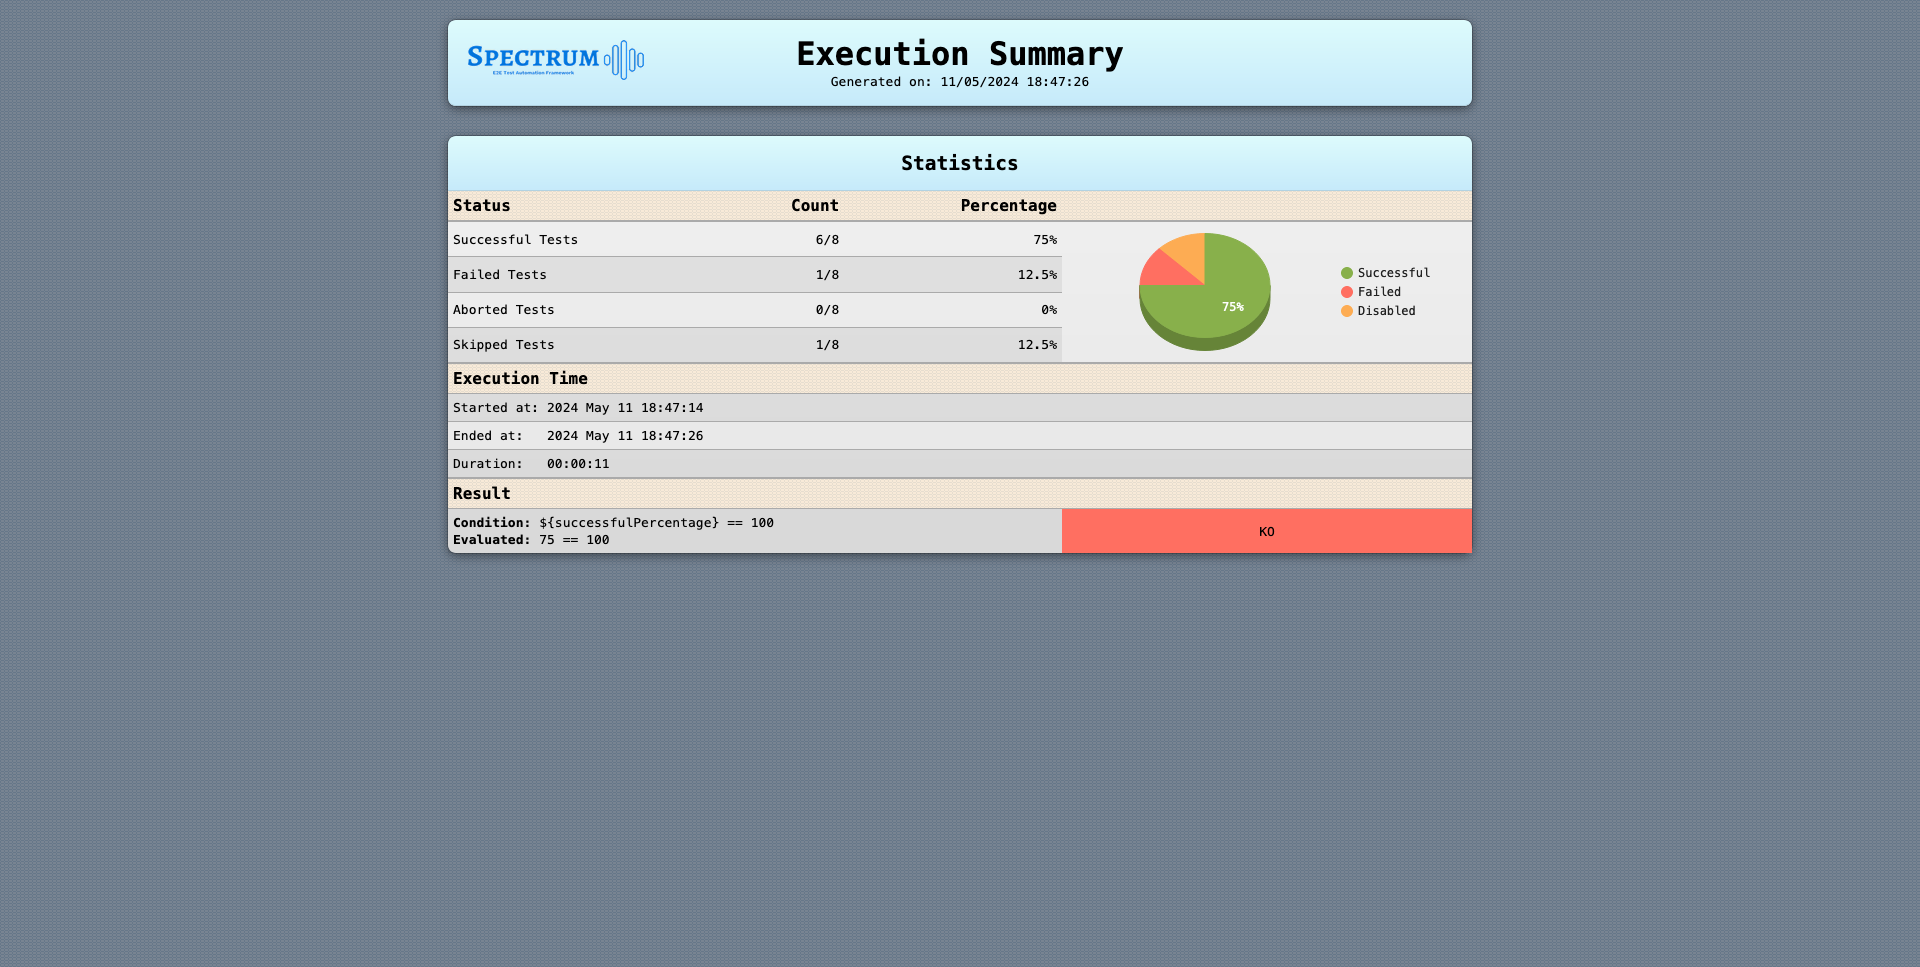 SPECTRUM
E2E Test Automation Framework
Execution Summary
Generated on: 11/05/2024 18:47:26
Statistics
Status Count Percentage
Successful Tests 6/8 75%
Failed Tests 1/8 12.5%
Aborted Tests 0/8 0%
Skipped Tests 1/8 12.5%
75%
Successful
Failed
Disabled
Execution Time
Started at: 2024 May 11 18:47:14
Ended at: 2024 May 11 18:47:26
Duration: 00:00:11
Result
Condition: ${successfulPercentage} == 100
Evaluated: 75 == 100
KO